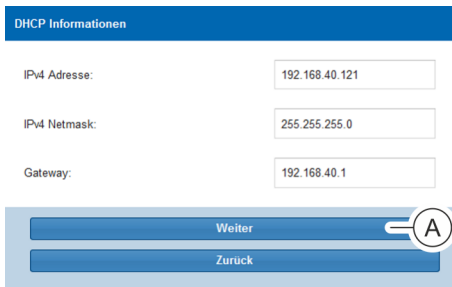 DHCP Informationen
IPv4 Adresse: 192.168.40.121
IPv4 Netmask: 255.255.255.0
Gateway: 192.168.40.1
Weiter A
Zurück